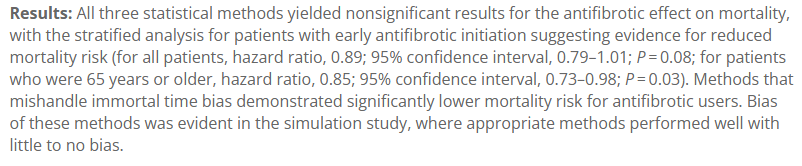 Results: All three statistical methods yielded nonsignificant results for the antifibrotic effect on mortality,
with the stratified analysis for patients with early antifibrotic initiation suggesting evidence for reduced
mortality risk (for all patients, hazard ratio, 0.89; 95% confidence interval, 0.79–1.01; P = 0.08; for patients
who were 65 years or older, hazard ratio, 0.85; 95% confidence interval, 0.73–0.98; P = 0.03). Methods that
mishandle immortal time bias demonstrated significantly lower mortality risk for antifibrotic users. Bias
of these methods was evident in the simulation study, where appropriate methods performed well with
little to no bias.